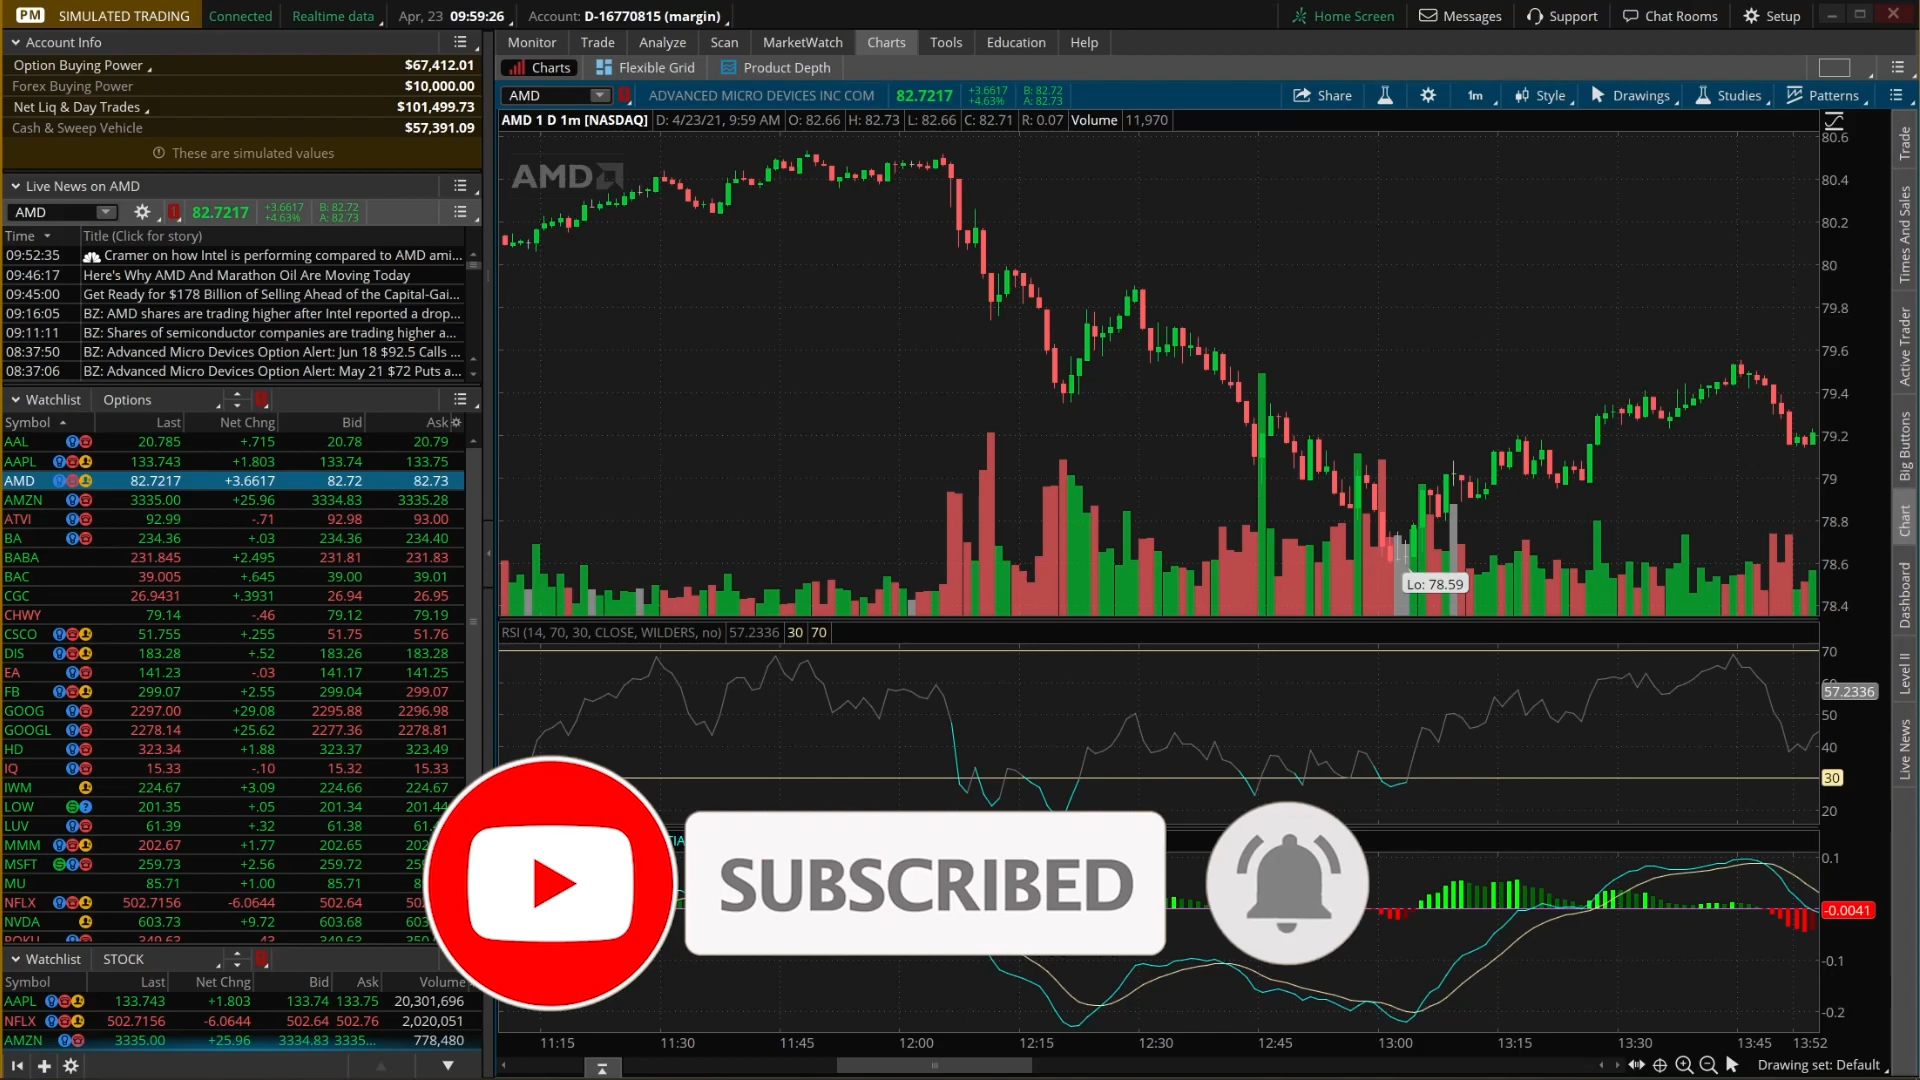 PM SIMULATED TRADING Connected Realtime data Apr, 23 09:59:26 Account: D-16770815 (margin) Home Screen Messages Support Chat Rooms Setup
Account Info
Option Buying Power $67,412.01
Forex Buying Power $10,000.00
Net Liq & Day Trades $101,499.73
Cash & Sweep Vehicle $57,391.09
These are simulated values
Live News on AMD
AMD 82.7217 +3.6617 +4.63% B: 82.72 A: 82.73
Time Title (Click for story)
09:52:35 Cramer on how Intel is performing compared to AMD ami...
09:46:17 Here's Why AMD And Marathon Oil Are Moving Today
09:45:00 Get Ready for $178 Billion of Selling Ahead of the Capital-Gai...
09:16:05 BZ: AMD shares are trading higher after Intel reported a drop...
09:11:11 BZ: Shares of semiconductor companies are trading higher a...
08:37:50 BZ: Advanced Micro Devices Option Alert: Jun 18 $92.5 Calls ...
08:37:06 BZ: Advanced Micro Devices Option Alert: May 21 $72 Puts a...
Watchlist Options
Symbol Last Net Chng Bid Ask
AAL 20.785 +.715 20.78 20.79
AAPL 133.743 +1.803 133.74 133.75
AMD 82.7217 +3.6617 82.72 82.73
AMZN 3335.00 +25.96 3334.83 3335.28
ATVI 92.99 -.71 92.98 93.00
BA 234.36 +.03 234.36 234.40
BABA 231.845 +2.495 231.81 231.83
BAC 39.005 +.645 39.00 39.01
CGC 26.9431 +.3931 26.94 26.95
CHWY 79.14 -.46 79.12 79.19
CSCO 51.755 +.255 51.75 51.76
DIS 183.28 +.52 183.26 183.28
EA 141.23 -.03 141.17 141.25
FB 299.07 +2.55 299.04 299.07
GOOG 2297.00 +29.08 2295.88 2296.98
GOOGL 2278.14 +25.62 2277.36 2278.81
HD 323.34 +1.88 323.37 323.49
IQ 15.33 -.10 15.32 15.33
IWM 224.67 +3.09 224.66 224.67
LOW 201.35 +.05 201.34 201.44
LUV 61.39 +.32 61.38 61.
MMM 202.67 +1.77 202.65 202
MSFT 259.73 +2.56 259.72 259
MU 85.71 +1.00 85.71 8
NFLX 502.7156 -6.0644 502.64 50
NVDA 603.73 +9.72 603.68 603
Watchlist STOCK
Symbol Last Net Chng Bid Ask Volume
AAPL 133.743 +1.803 133.74 133.75 20,301,696
NFLX 502.7156 -6.0644 502.64 502.76 2,020,051
AMZN 3335.00 +25.96 3334.83 3335... 778,480
Monitor Trade Analyze Scan MarketWatch Charts Tools Education Help
Charts Flexible Grid Product Depth
AMD ADVANCED MICRO DEVICES INC COM 82.7217 +3.6617 +4.63% B: 82.72 A: 82.73 Share 1m Style Drawings Studies Patterns
AMD 1 D 1m [NASDAQ] D: 4/23/21, 9:59 AM O: 82.66 H: 82.73 L: 82.66 C: 82.71 R: 0.07 Volume 11,970
AMD
80.6
80.4
80.2
80
79.8
79.6
79.4
79.2
79
78.8
78.6
78.4
Lo: 78.59
RSI (14, 70, 30, CLOSE, WILDERS, no) 57.2336 30 70
70
57.2336
50
40
30
20
SUBSCRIBED
0.1
-0.0041
-0.1
-0.2
11:15 11:30 11:45 12:00 12:15 12:30 12:45 13:00 13:15 13:30 13:45 13:52
Drawing set: Default
Trade
Times And Sales
Active Trader
Big Buttons
Chart
Dashboard
Level II
Live News